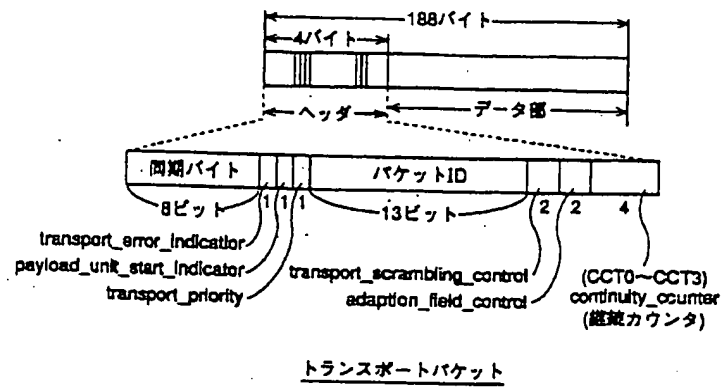 188バイト
4バイト
ヘッダ
データ部
同期バイト
パケットID
8ビット
1
1
1
13ビット
2
2
4
transport_error_indicatior
payload_unit_start_indicator
transport_priority
transport_scrambling_control
adaption_field_control
(CCT0～CCT3)
continuity_counter
(継続カウンタ)
トランスポートパケット